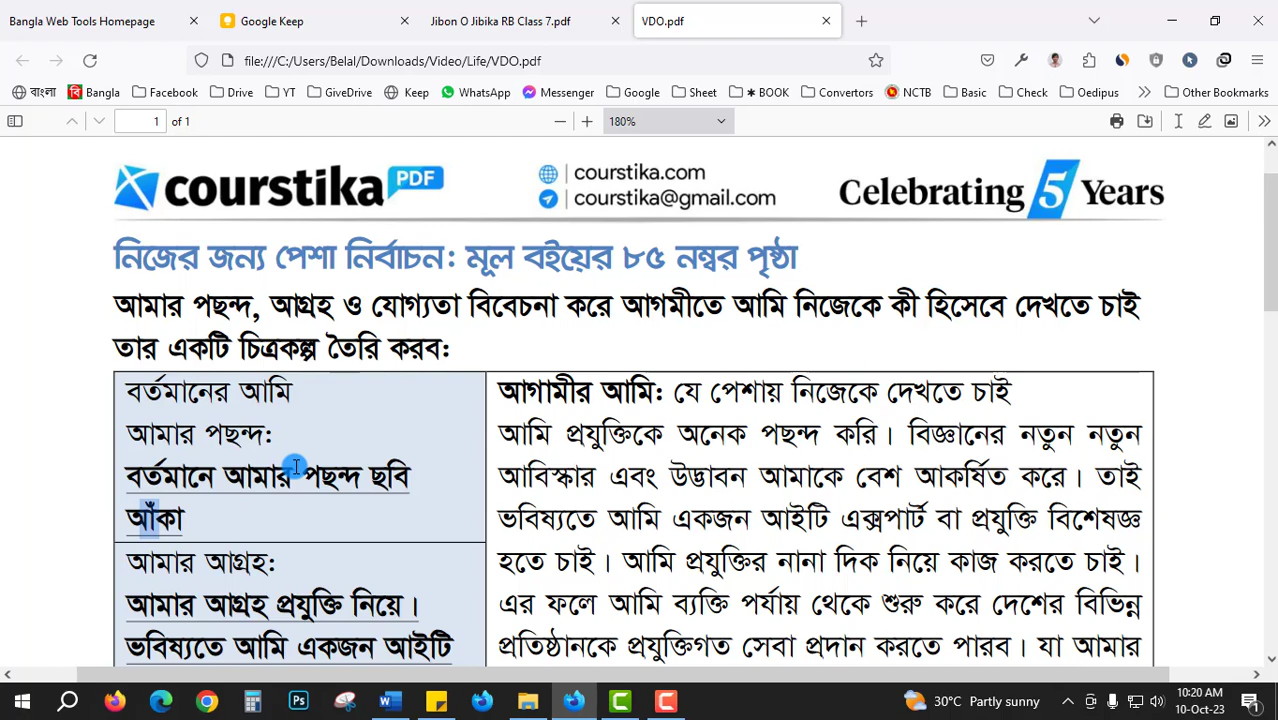 Bangla Web Tools Homepage
Google Keep
Jibon O Jibika RB Class 7.pdf
VDO.pdf
file:///C:/Users/Belal/Downloads/Video/Life/VDO.pdf
বাংলা
Bangla
Facebook
Drive
YT
GiveDrive
Keep
WhatsApp
Messenger
Google
Sheet
✱ BOOK
Convertors
NCTB
Basic
Check
Oedipus
Other Bookmarks
1 of 1
180%
courstika PDF
courstika.com
courstika@gmail.com
Celebrating 5 Years
নিজের জন্য পেশা নির্বাচন: মূল বইয়ের ৮৫ নম্বর পৃষ্ঠা
আমার পছন্দ, আগ্রহ ও যোগ্যতা বিবেচনা করে আগমীতে আমি নিজেকে কী হিসেবে দেখতে চাই
তার একটি চিত্রকল্প তৈরি করব:
বর্তমানের আমি
আমার পছন্দ:
বর্তমানে আমার পছন্দ ছবি
আঁকা
আমার আগ্রহ:
আমার আগ্রহ প্রযুক্তি নিয়ে।
ভবিষ্যতে আমি একজন আইটি
আগামীর আমি: যে পেশায় নিজেকে দেখতে চাই
আমি প্রযুক্তিকে অনেক পছন্দ করি। বিজ্ঞানের নতুন নতুন
আবিস্কার এবং উদ্ভাবন আমাকে বেশ আকর্ষিত করে। তাই
ভবিষ্যতে আমি একজন আইটি এক্সপার্ট বা প্রযুক্তি বিশেষজ্ঞ
হতে চাই। আমি প্রযুক্তির নানা দিক নিয়ে কাজ করতে চাই।
এর ফলে আমি ব্যক্তি পর্যায় থেকে শুরু করে দেশের বিভিন্ন
প্রতিষ্ঠানকে প্রযুক্তিগত সেবা প্রদান করতে পারব। যা আমার
30°C Partly sunny
10:20 AM
10-Oct-23